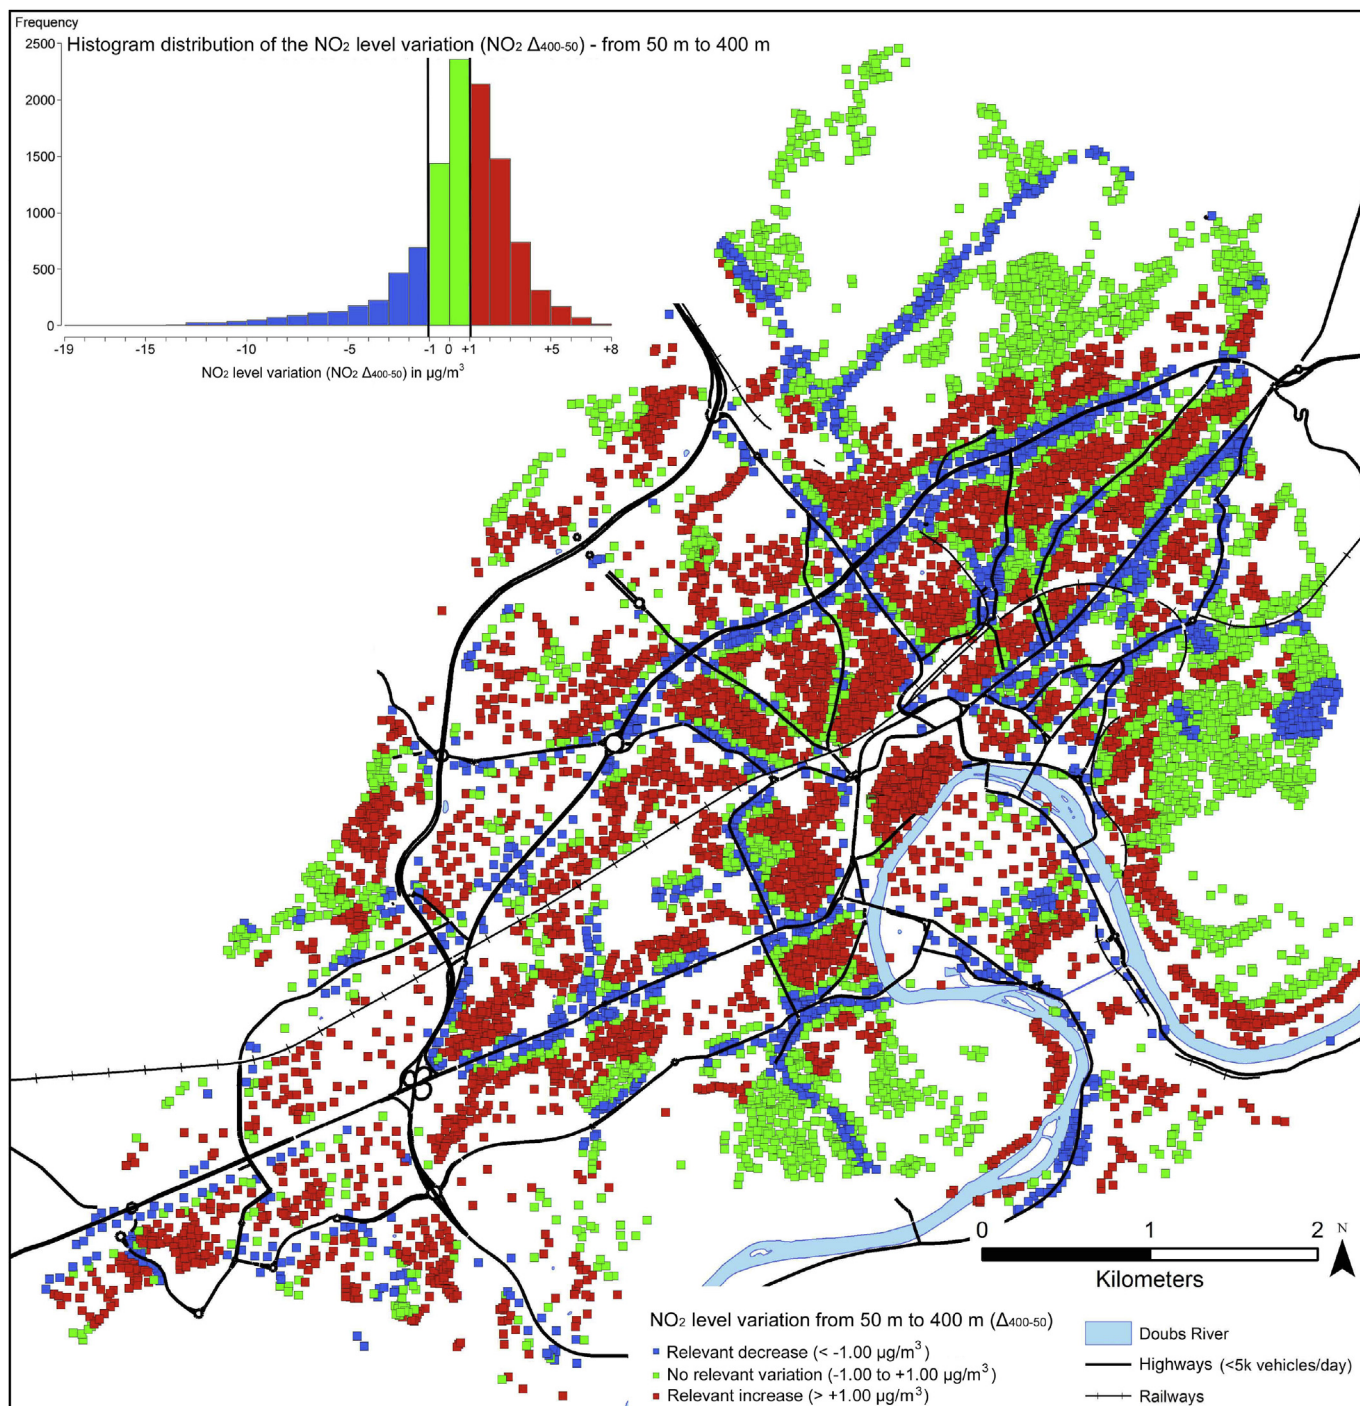 Frequency
Histogram distribution of the NO₂ level variation (NO₂ Δ400-50) - from 50 m to 400 m
2500
2000
1500
1000
500
0
-19 -15 -10 -5 -1 0 +1 +5 +8
NO₂ level variation (NO₂ Δ400-50) in µg/m³
0 1 2
N
Kilometers
NO₂ level variation from 50 m to 400 m (Δ400-50)
Relevant decrease (< -1.00 µg/m³)
No relevant variation (-1.00 to +1.00 µg/m³)
Relevant increase (> +1.00 µg/m³)
Doubs River
Highways (<5k vehicles/day)
Railways